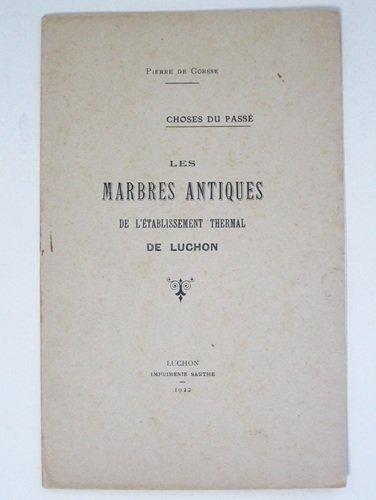 Pierre de Gorsse
CHOSES DU PASSÉ
LES
MARBRES ANTIQUES
DE L'ÉTABLISSEMENT THERMAL
DE LUCHON
LUCHON
IMPRIMERIE SARTHE
1922